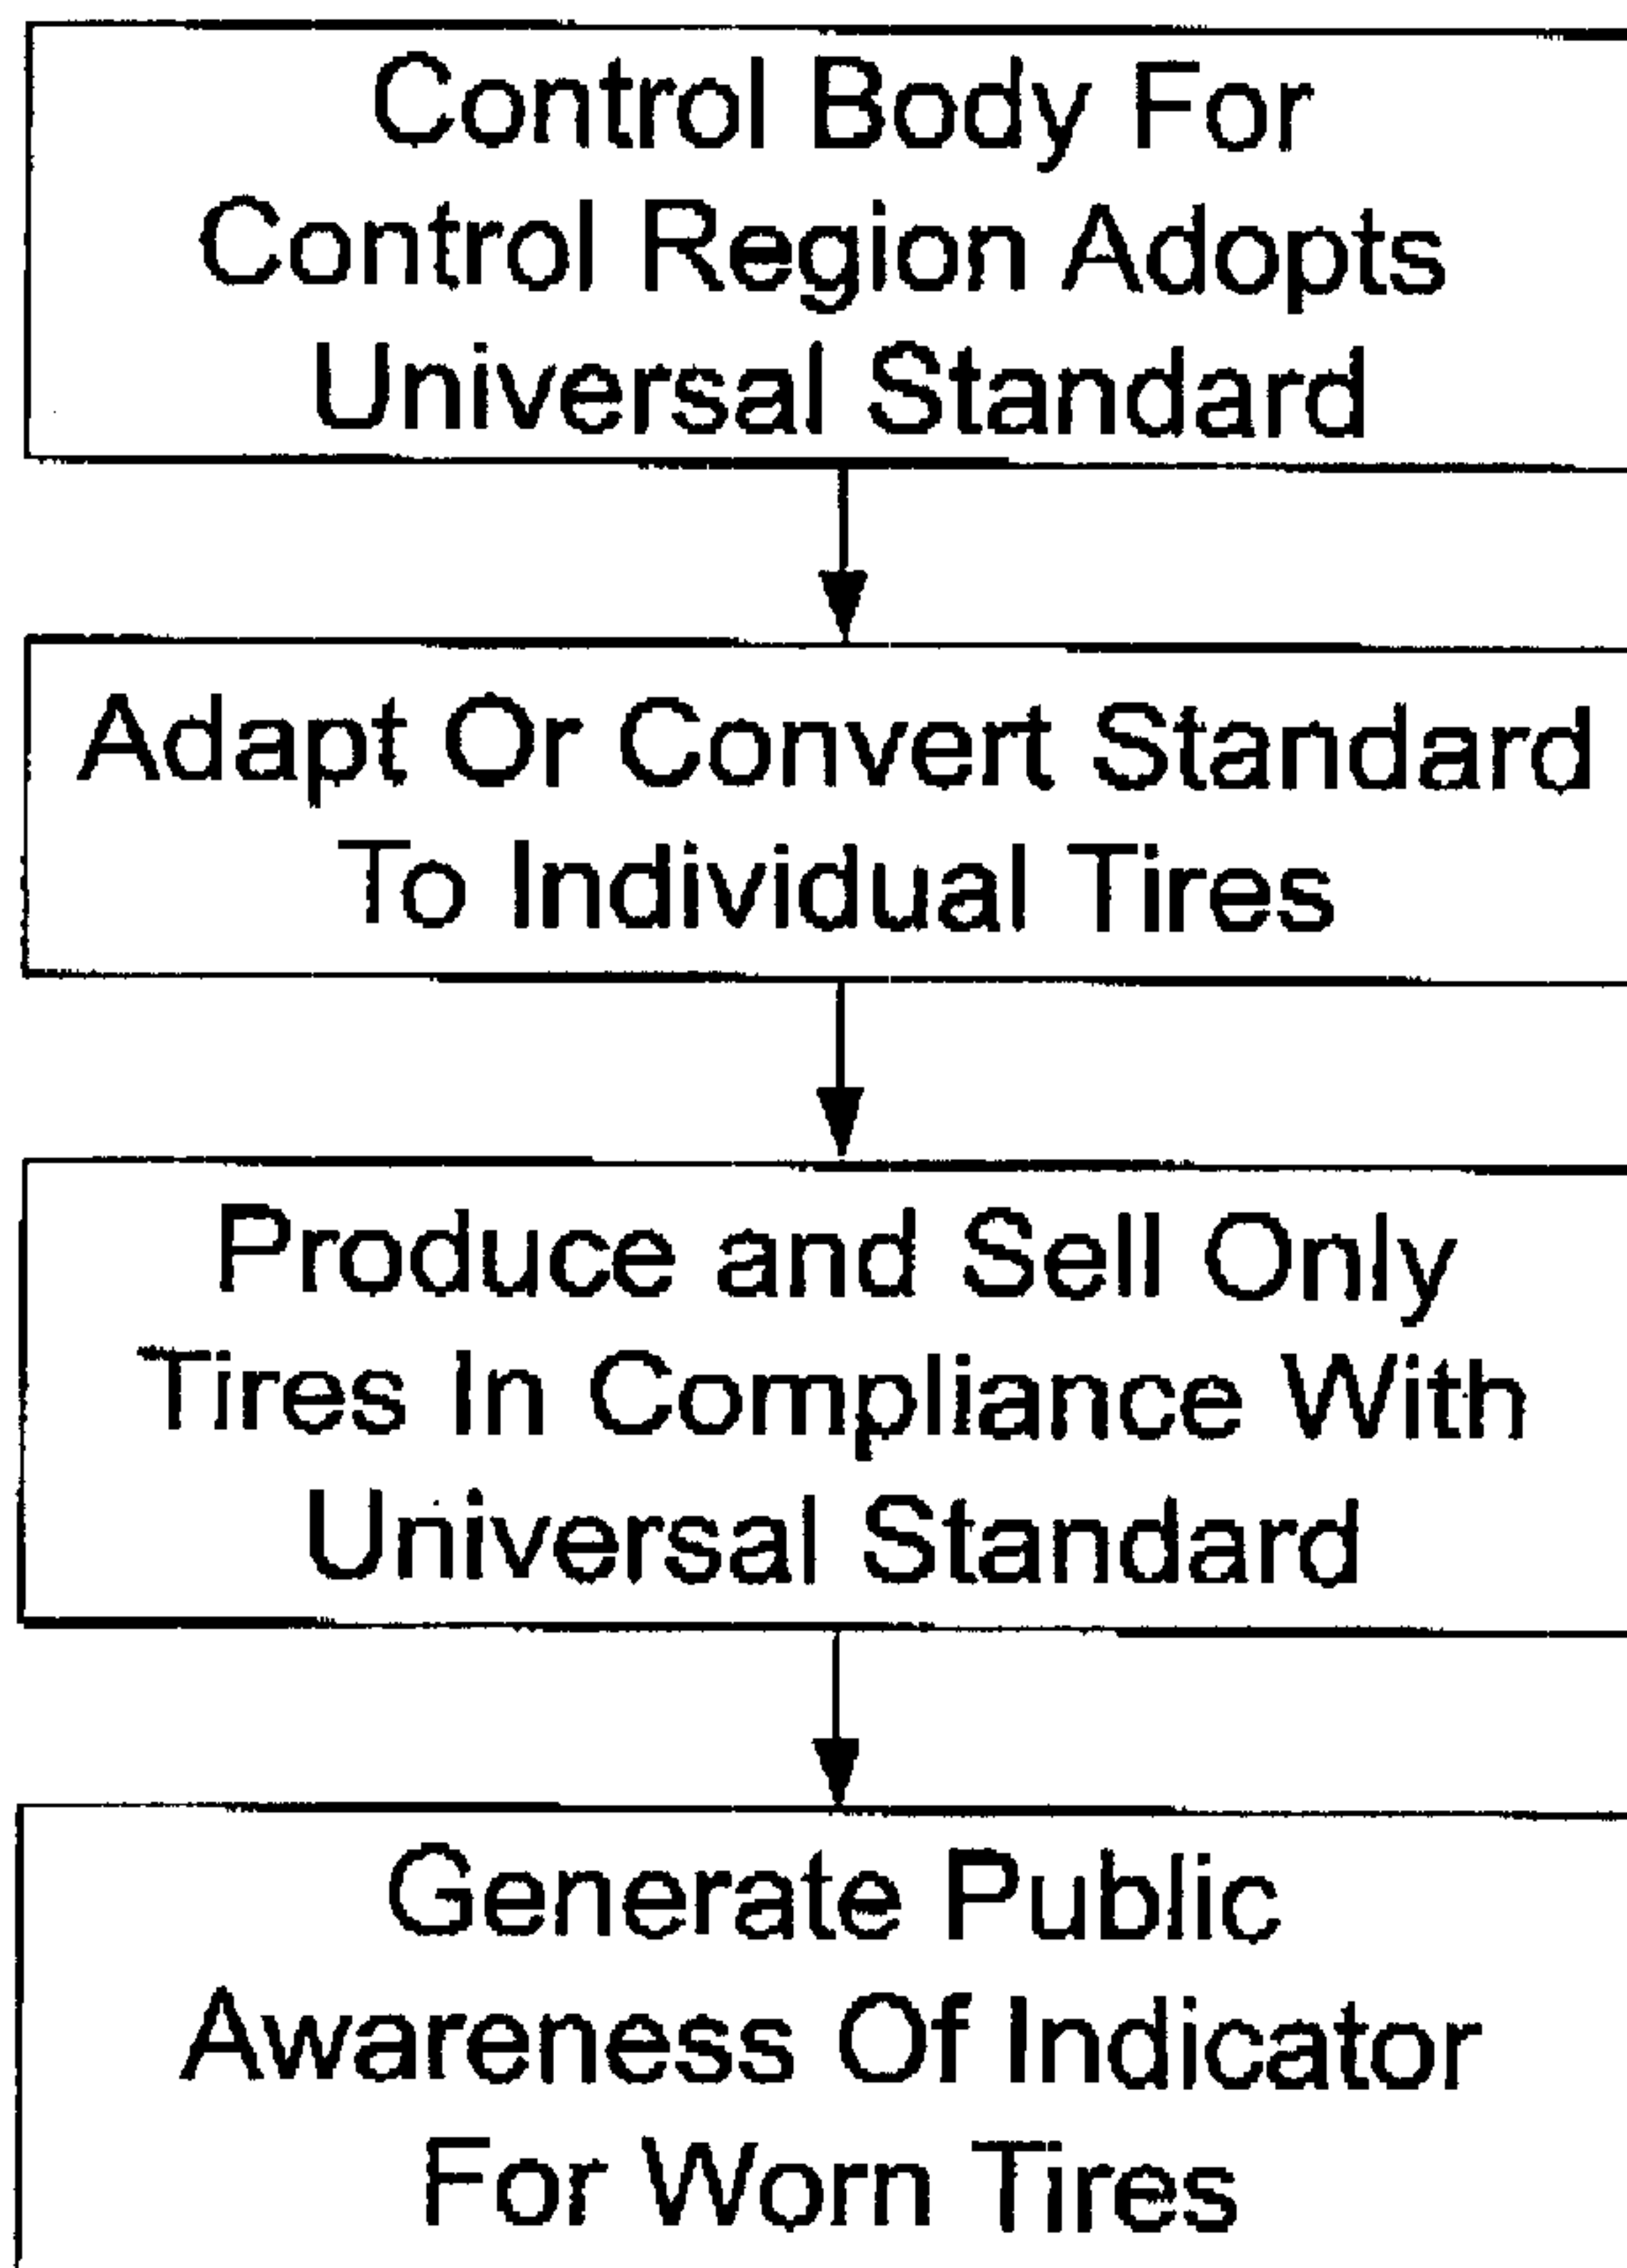 Control Body For
Control Region Adopts
Universal Standard
Adapt Or Convert Standard
To Individual Tires
Produce and Sell Only
Tires In Compliance With
Universal Standard
Generate Public
Awareness Of Indicator
For Worn Tires